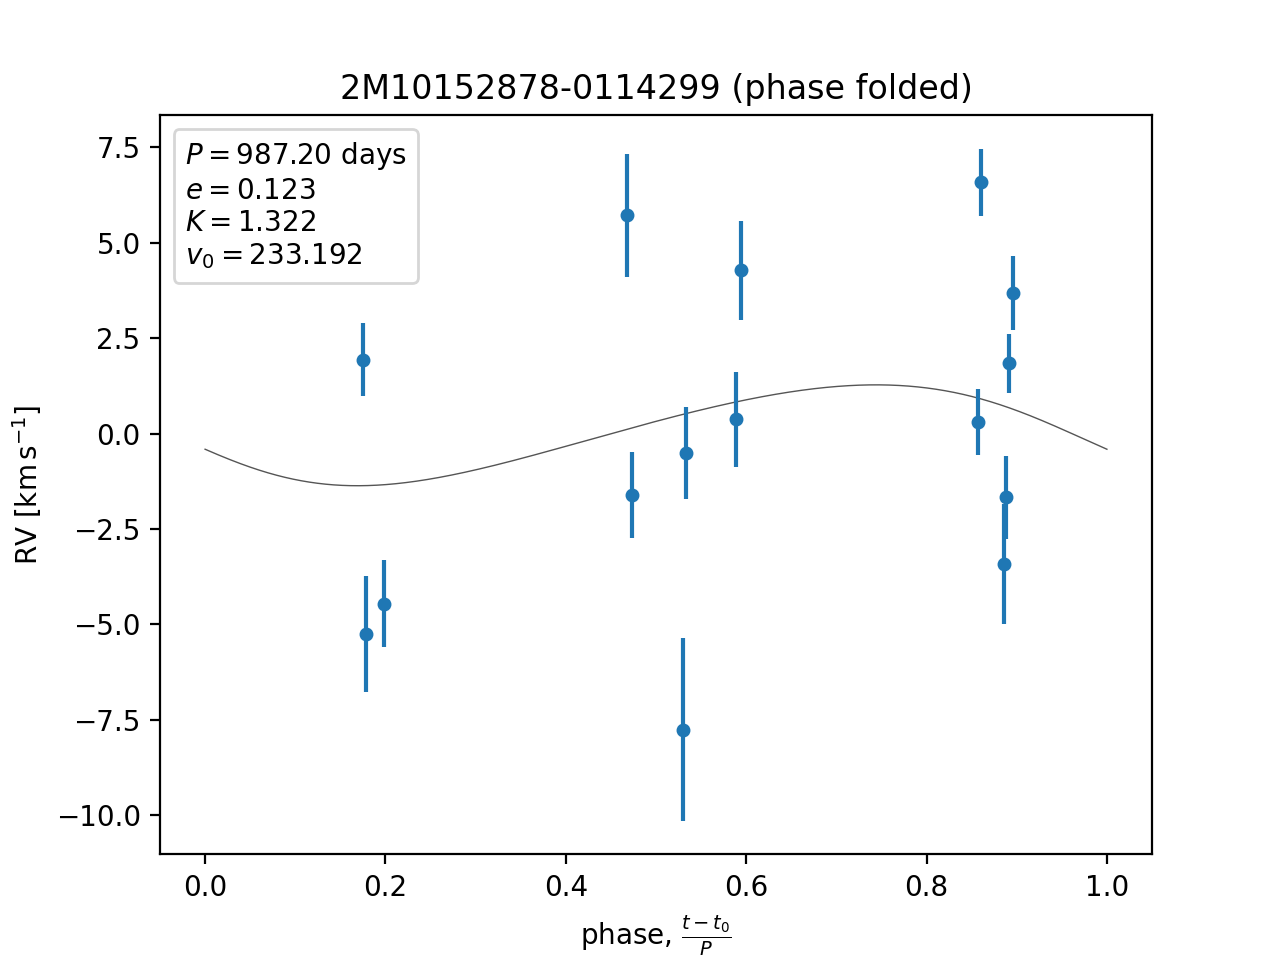 2M10152878-0114299 (phase folded)
P = 987.20 days
e = 0.123
K = 1.322
v₀ = 233.192
7.5
5.0
2.5
0.0
−2.5
−5.0
−7.5
−10.0
RV [km s⁻¹]
0.0 0.2 0.4 0.6 0.8 1.0
phase, (t − t₀)/P